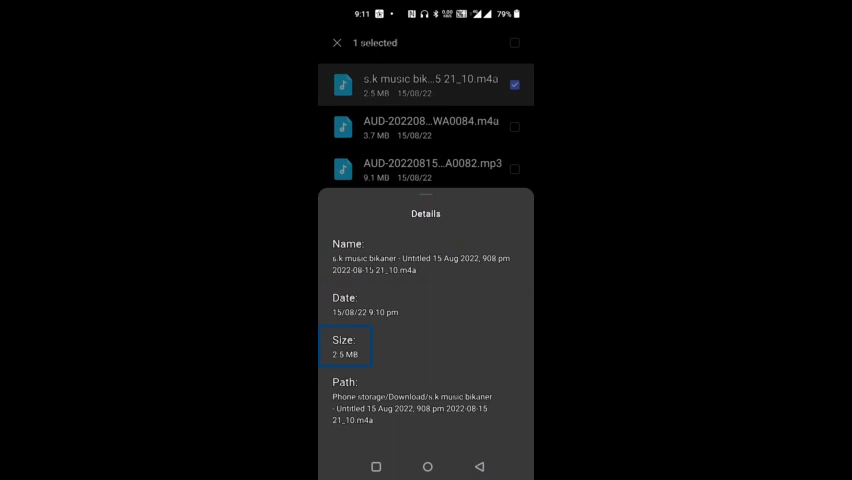 9:11 79%
1 selected
s.k music bik...5 21_10.m4a
2.5 MB 15/08/22
AUD-202208...WA0084.m4a
3.7 MB 15/08/22
AUD-20220815...A0082.mp3
9.1 MB 15/08/22
Details
Name:
s.k music bikaner - Untitled 15 Aug 2022, 908 pm
2022-08-15 21_10.m4a
Date:
15/08/22 9:10 pm
Size:
2.5 MB
Path:
Phone storage/Download/s.k music bikaner
- Untitled 15 Aug 2022, 908 pm 2022-08-15
21_10.m4a